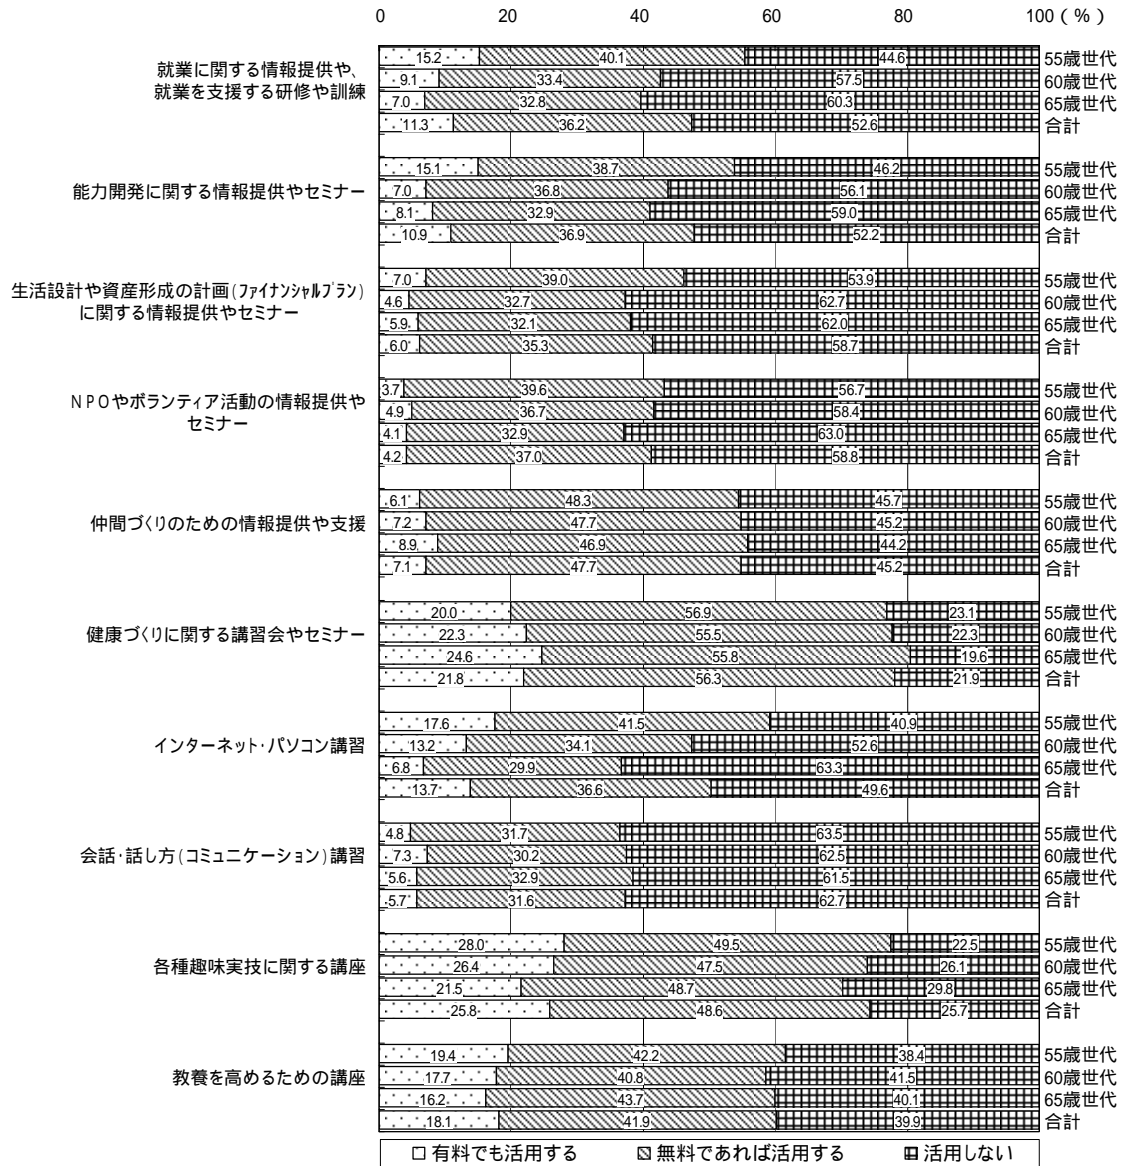 0 20 40 60 80 100 (%)
15.2 40.1 44.6 55歳世代
就業に関する情報提供や、
9.1 33.4 57.5 60歳世代
就業を支援する研修や訓練
7.0 32.8 60.3 65歳世代
11.3 36.2 52.6 合計
15.1 38.7 46.2 55歳世代
能力開発に関する情報提供やセミナー 7.0 36.8 56.1 60歳世代
8.1 32.9 59.0 65歳世代
10.9 36.9 52.2 合計
7.0 39.0 53.9 55歳世代
生活設計や資産形成の計画(ファイナンシャルプラン) 4.6 32.7 62.7 60歳世代
に関する情報提供やセミナー 5.9 32.1 62.0 65歳世代
6.0 35.3 58.7 合計
3.7 39.6 56.7 55歳世代
NPOやボランティア活動の情報提供や 4.9 36.7 58.4 60歳世代
セミナー 4.1 32.9 63.0 65歳世代
4.2 37.0 58.8 合計
6.1 48.3 45.7 55歳世代
仲間づくりのための情報提供や支援 7.2 47.7 45.2 60歳世代
8.9 46.9 44.2 65歳世代
7.1 47.7 45.2 合計
20.0 56.9 23.1 55歳世代
健康づくりに関する講習会やセミナー 22.3 55.5 22.3 60歳世代
24.6 55.8 19.6 65歳世代
21.8 56.3 21.9 合計
17.6 41.5 40.9 55歳世代
インターネット・パソコン講習 13.2 34.1 52.6 60歳世代
6.8 29.9 63.3 65歳世代
13.7 36.6 49.6 合計
4.8 31.7 63.5 55歳世代
会話・話し方(コミュニケーション)講習 7.3 30.2 62.5 60歳世代
5.6 32.9 61.5 65歳世代
5.7 31.6 62.7 合計
28.0 49.5 22.5 55歳世代
各種趣味実技に関する講座 26.4 47.5 26.1 60歳世代
21.5 48.7 29.8 65歳世代
25.8 48.6 25.7 合計
19.4 42.2 38.4 55歳世代
教養を高めるための講座 17.7 40.8 41.5 60歳世代
16.2 43.7 40.1 65歳世代
18.1 41.9 39.9 合計
有料でも活用する 無料であれば活用する 活用しない